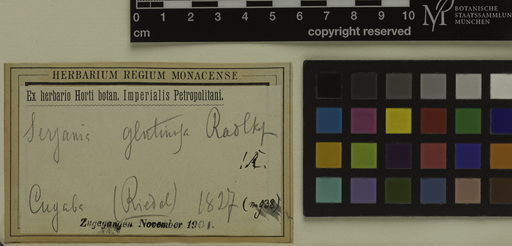 0 1 2 3 4 5 6 7 8 9 10
cm
copyright reserved
BOTANISCHE
STAATSSAMMLUNG
MÜNCHEN
HERBARIUM REGIUM MONACENSE.
Ex herbario Horti botan. Imperialis Petropolitani.
Serjania glutinosa Radlkf
Cuyaba (Riedel) 1827
Zugegangen November 1901.